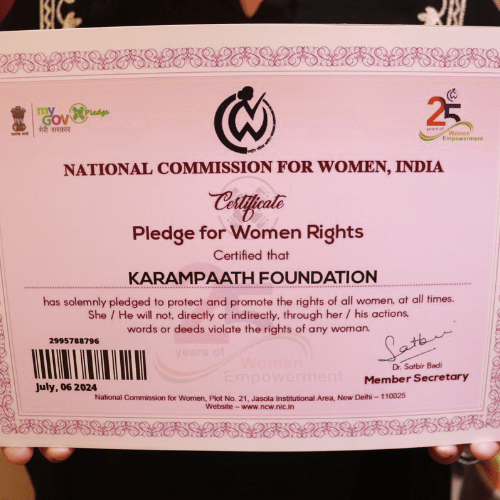 my
GOV Pledge
मेरी सरकार
25
years of
Women
Empowerment
NATIONAL COMMISSION FOR WOMEN, INDIA
Certificate
Pledge for Women Rights
Certified that
KARAMPAATH FOUNDATION
has solemnly pledged to protect and promote the rights of all women, at all times.
She / He will not, directly or indirectly, through her / his actions,
words or deeds violate the rights of any woman.
2995788796
years of
Women
Empowerment
July, 06 2024
Dr. Satbir Bedi
Member Secretary
National Commission for Women, Plot No. 21, Jasola Institutional Area, New Delhi – 110025
Website – www.ncw.nic.in